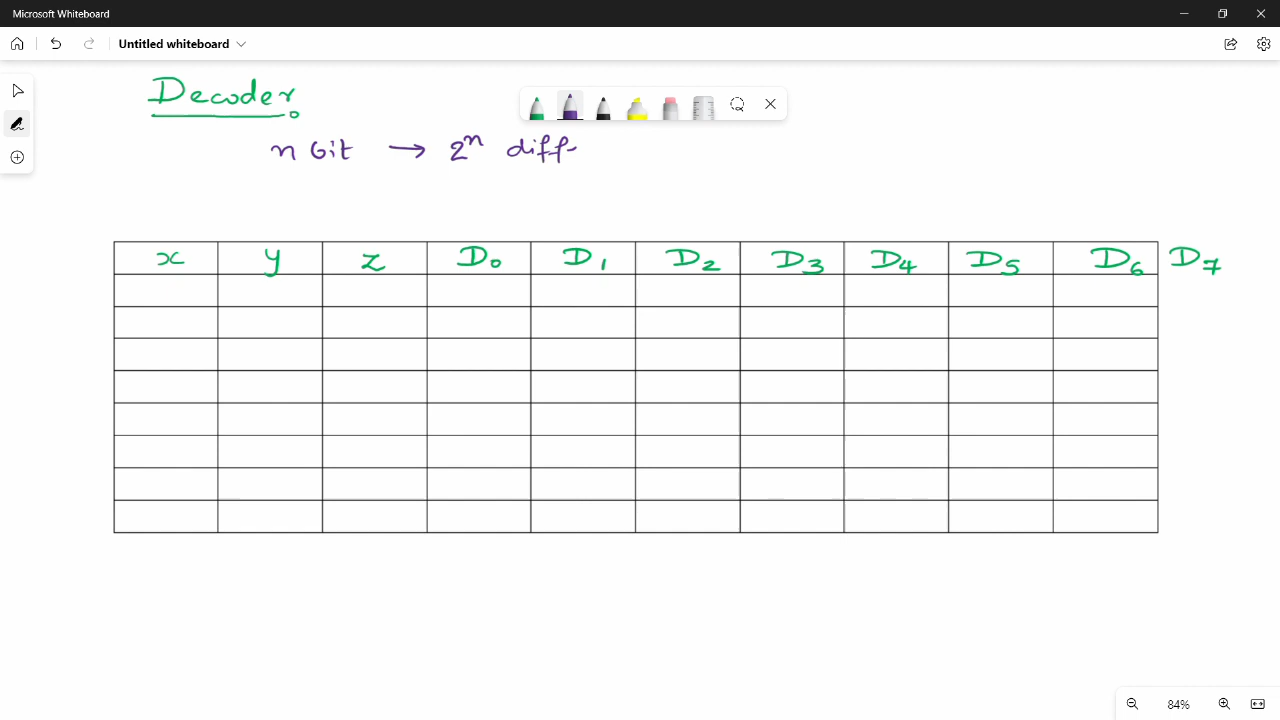 Microsoft Whiteboard
Untitled whiteboard
Decoder
n bit → 2ⁿ diff
x y z D₀ D₁ D₂ D₃ D₄ D₅ D₆ D₇
84%